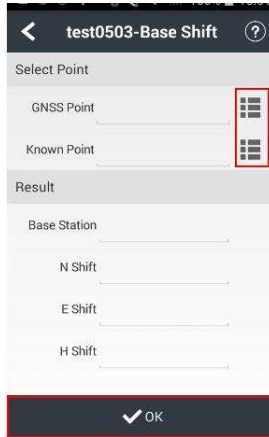 test0503-Base Shift ?
Select Point
GNSS Point
Known Point
Result
Base Station
N Shift
E Shift
H Shift
OK